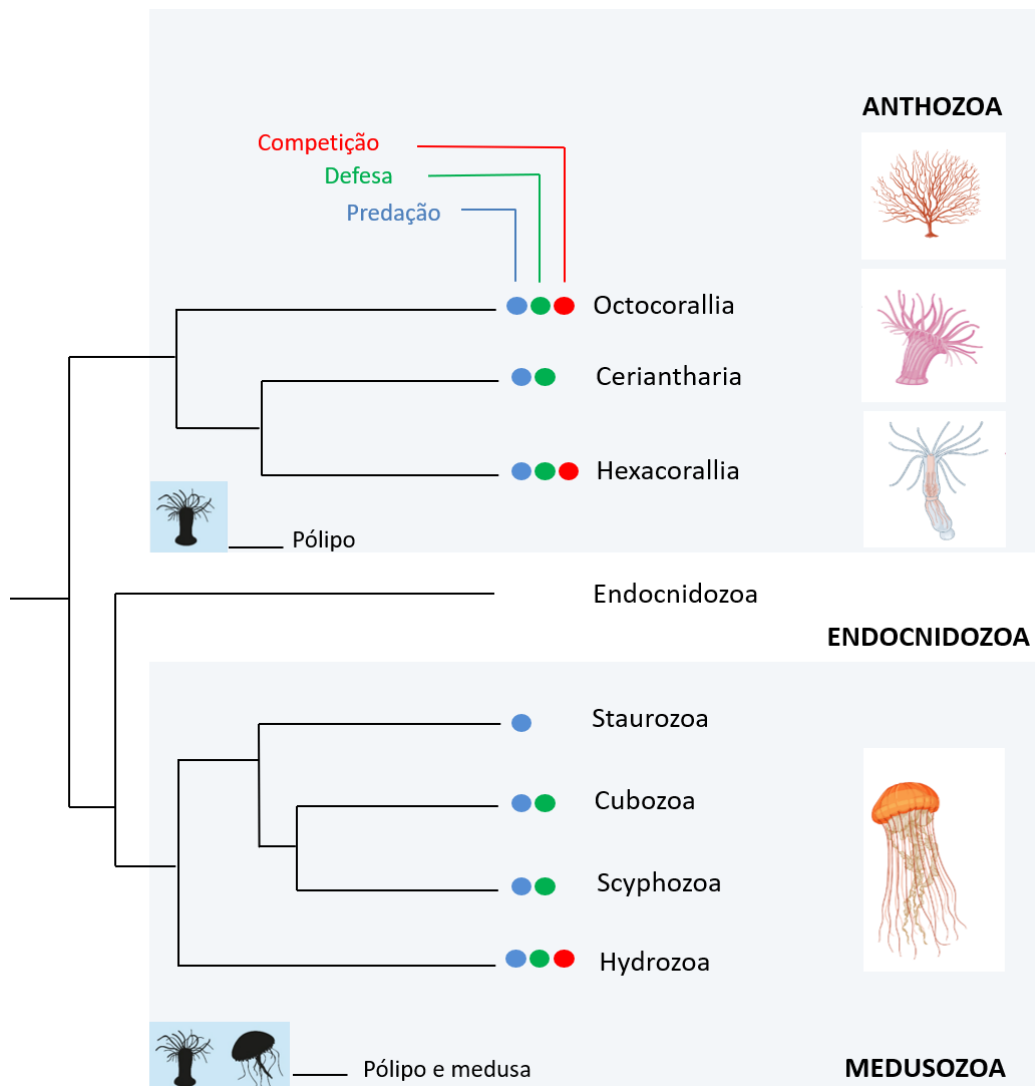 ANTHOZOA
Competição
Defesa
Predação
Octocorallia
Ceriantharia
Hexacorallia
Pólipo
Endocnidozoa
ENDOCNIDOZOA
Staurozoa
Cubozoa
Scyphozoa
Hydrozoa
Pólipo e medusa
MEDUSOZOA